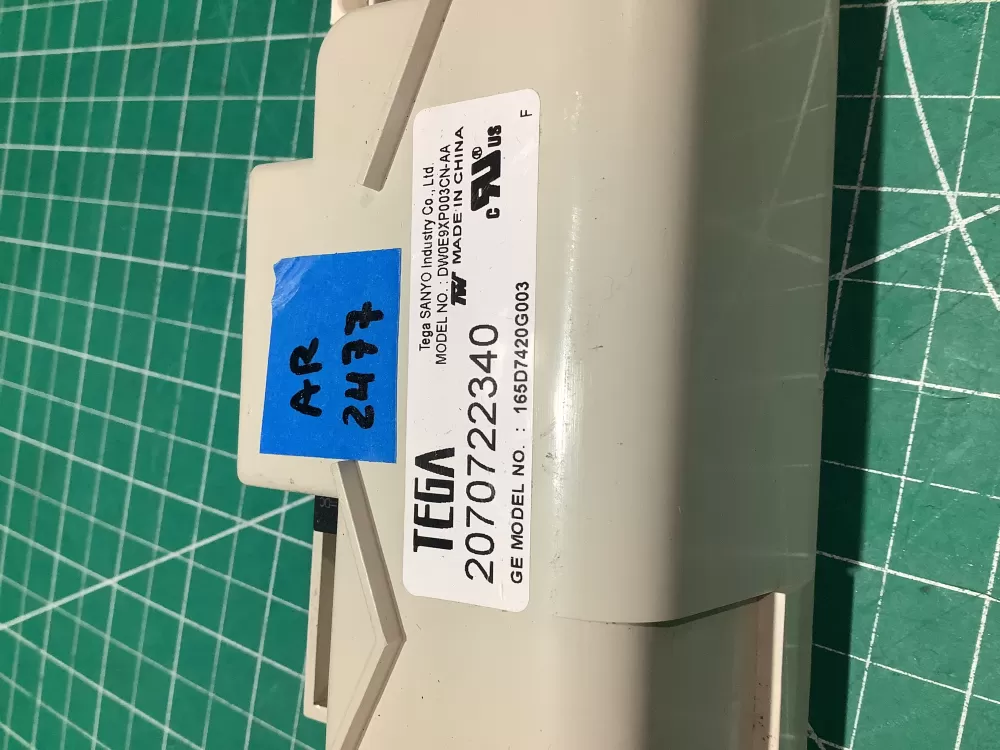 AR
2477
Tega SANYO Industry Co., Ltd.
MODEL NO. : DW0E9XP003CN-AA
MADE IN CHINA
TEGA
2070722340
GE MODEL NO. : 165D7420G003
c RU® US
F